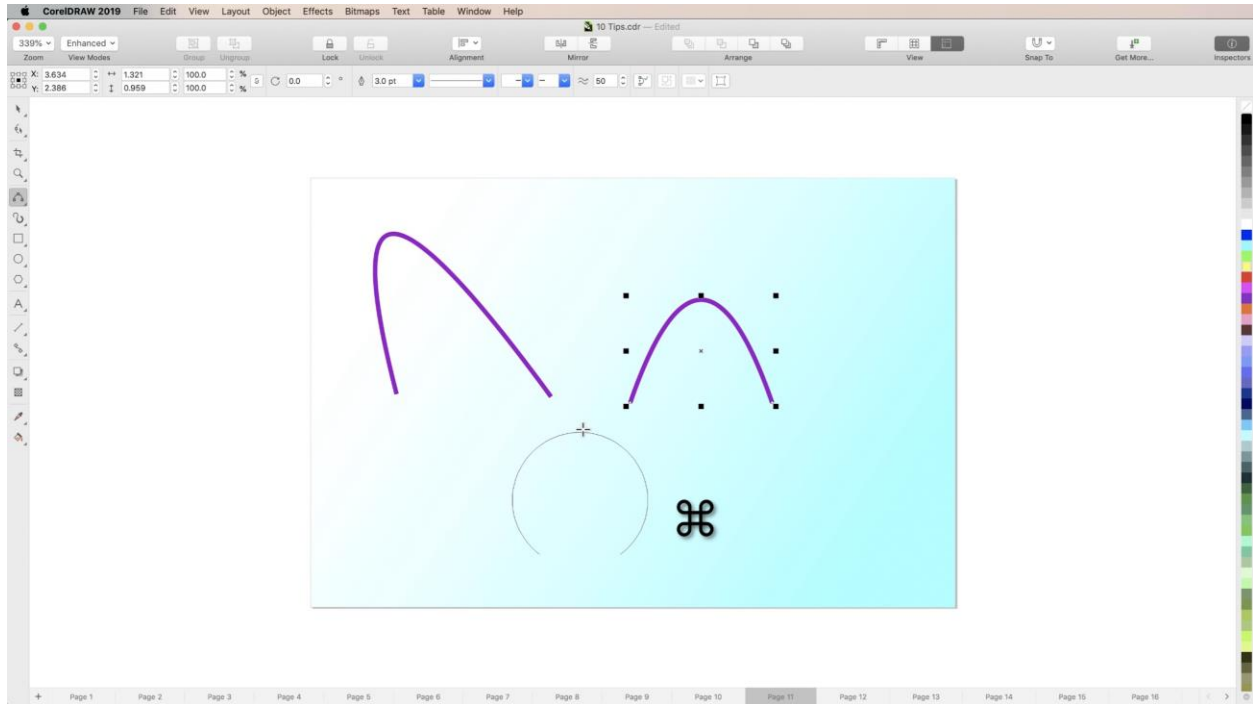 CorelDRAW 2019 File Edit View Layout Object Effects Bitmaps Text Table Window Help
10 Tips.cdr — Edited
339% Enhanced
Zoom View Modes Group Ungroup Lock Unlock Alignment Mirror Arrange View Snap To Get More... Inspectors
X: 3.634 1.321 100.0 % 0.0 ° 3.0 pt 50
Y: 2.386 0.959 100.0 %
⌘
+ Page 1 Page 2 Page 3 Page 4 Page 5 Page 6 Page 7 Page 8 Page 9 Page 10 Page 11 Page 12 Page 13 Page 14 Page 15 Page 16